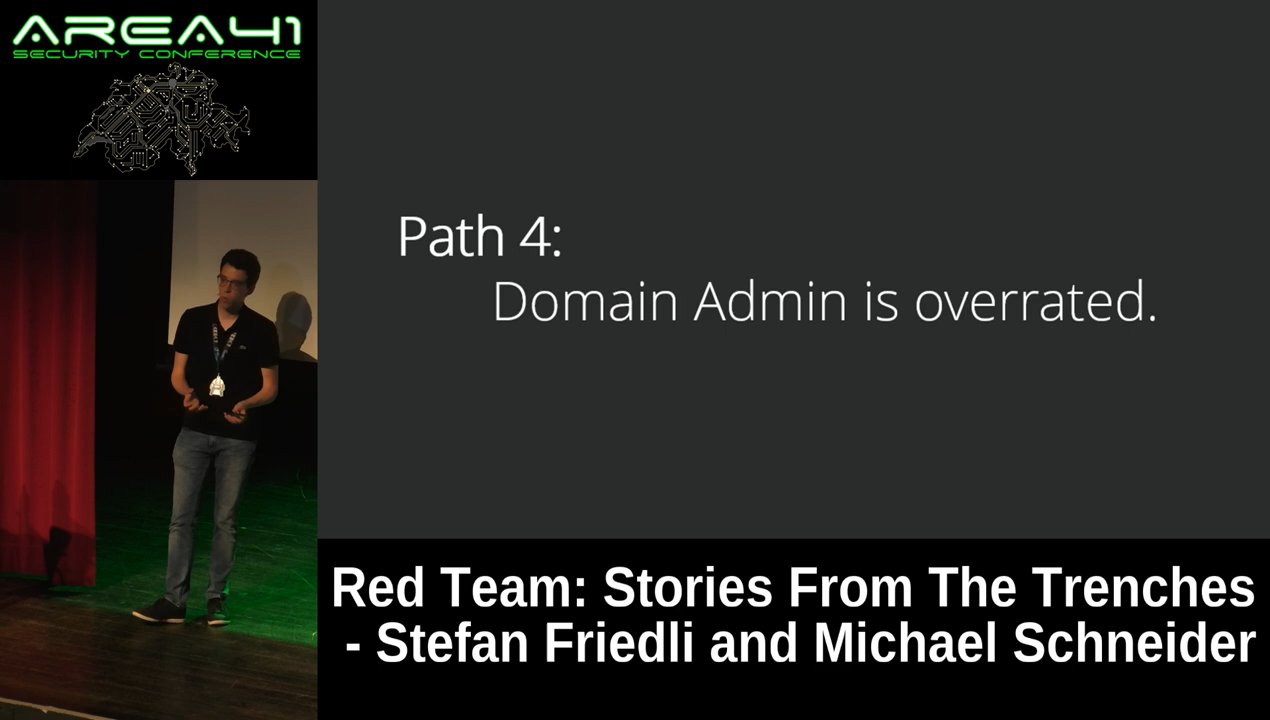 AREA41
SECURITY CONFERENCE
Path 4:
Domain Admin is overrated.
Red Team: Stories From The Trenches
- Stefan Friedli and Michael Schneider